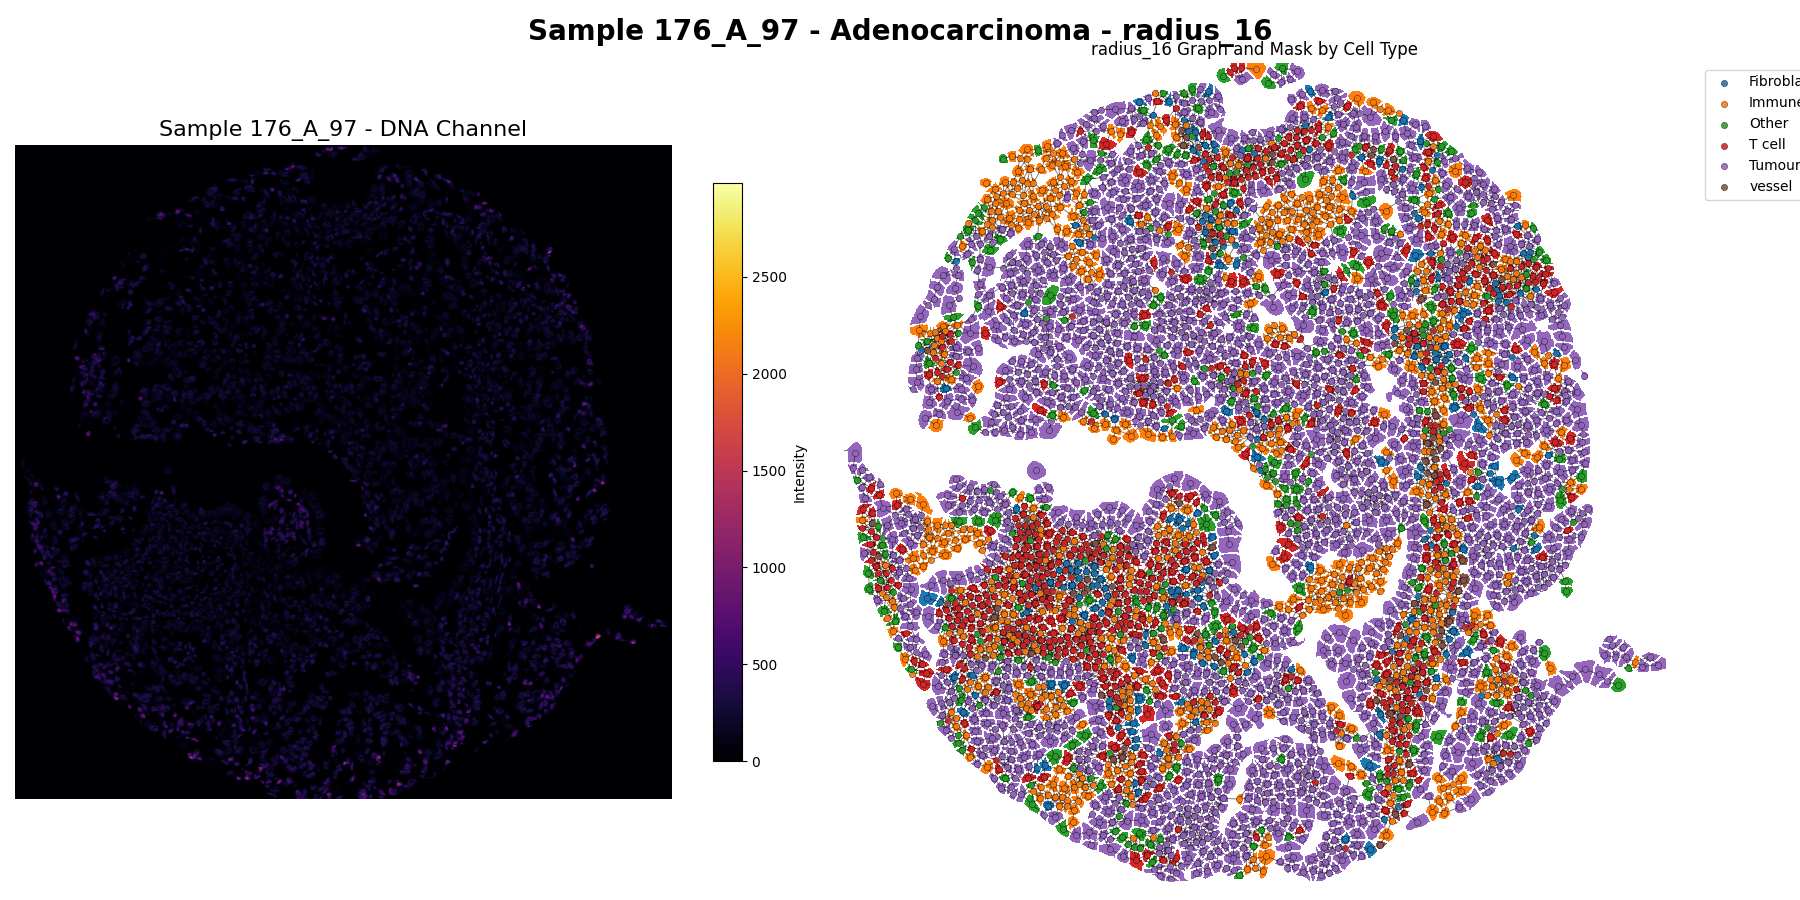 Sample 176_A_97 - Adenocarcinoma - radius_16
radius_16 Graph and Mask by Cell Type
Sample 176_A_97 - DNA Channel
2500
2000
1500
1000
500
0
Intensity
Fibrobla
Immune
Other
T cell
Tumour
vessel